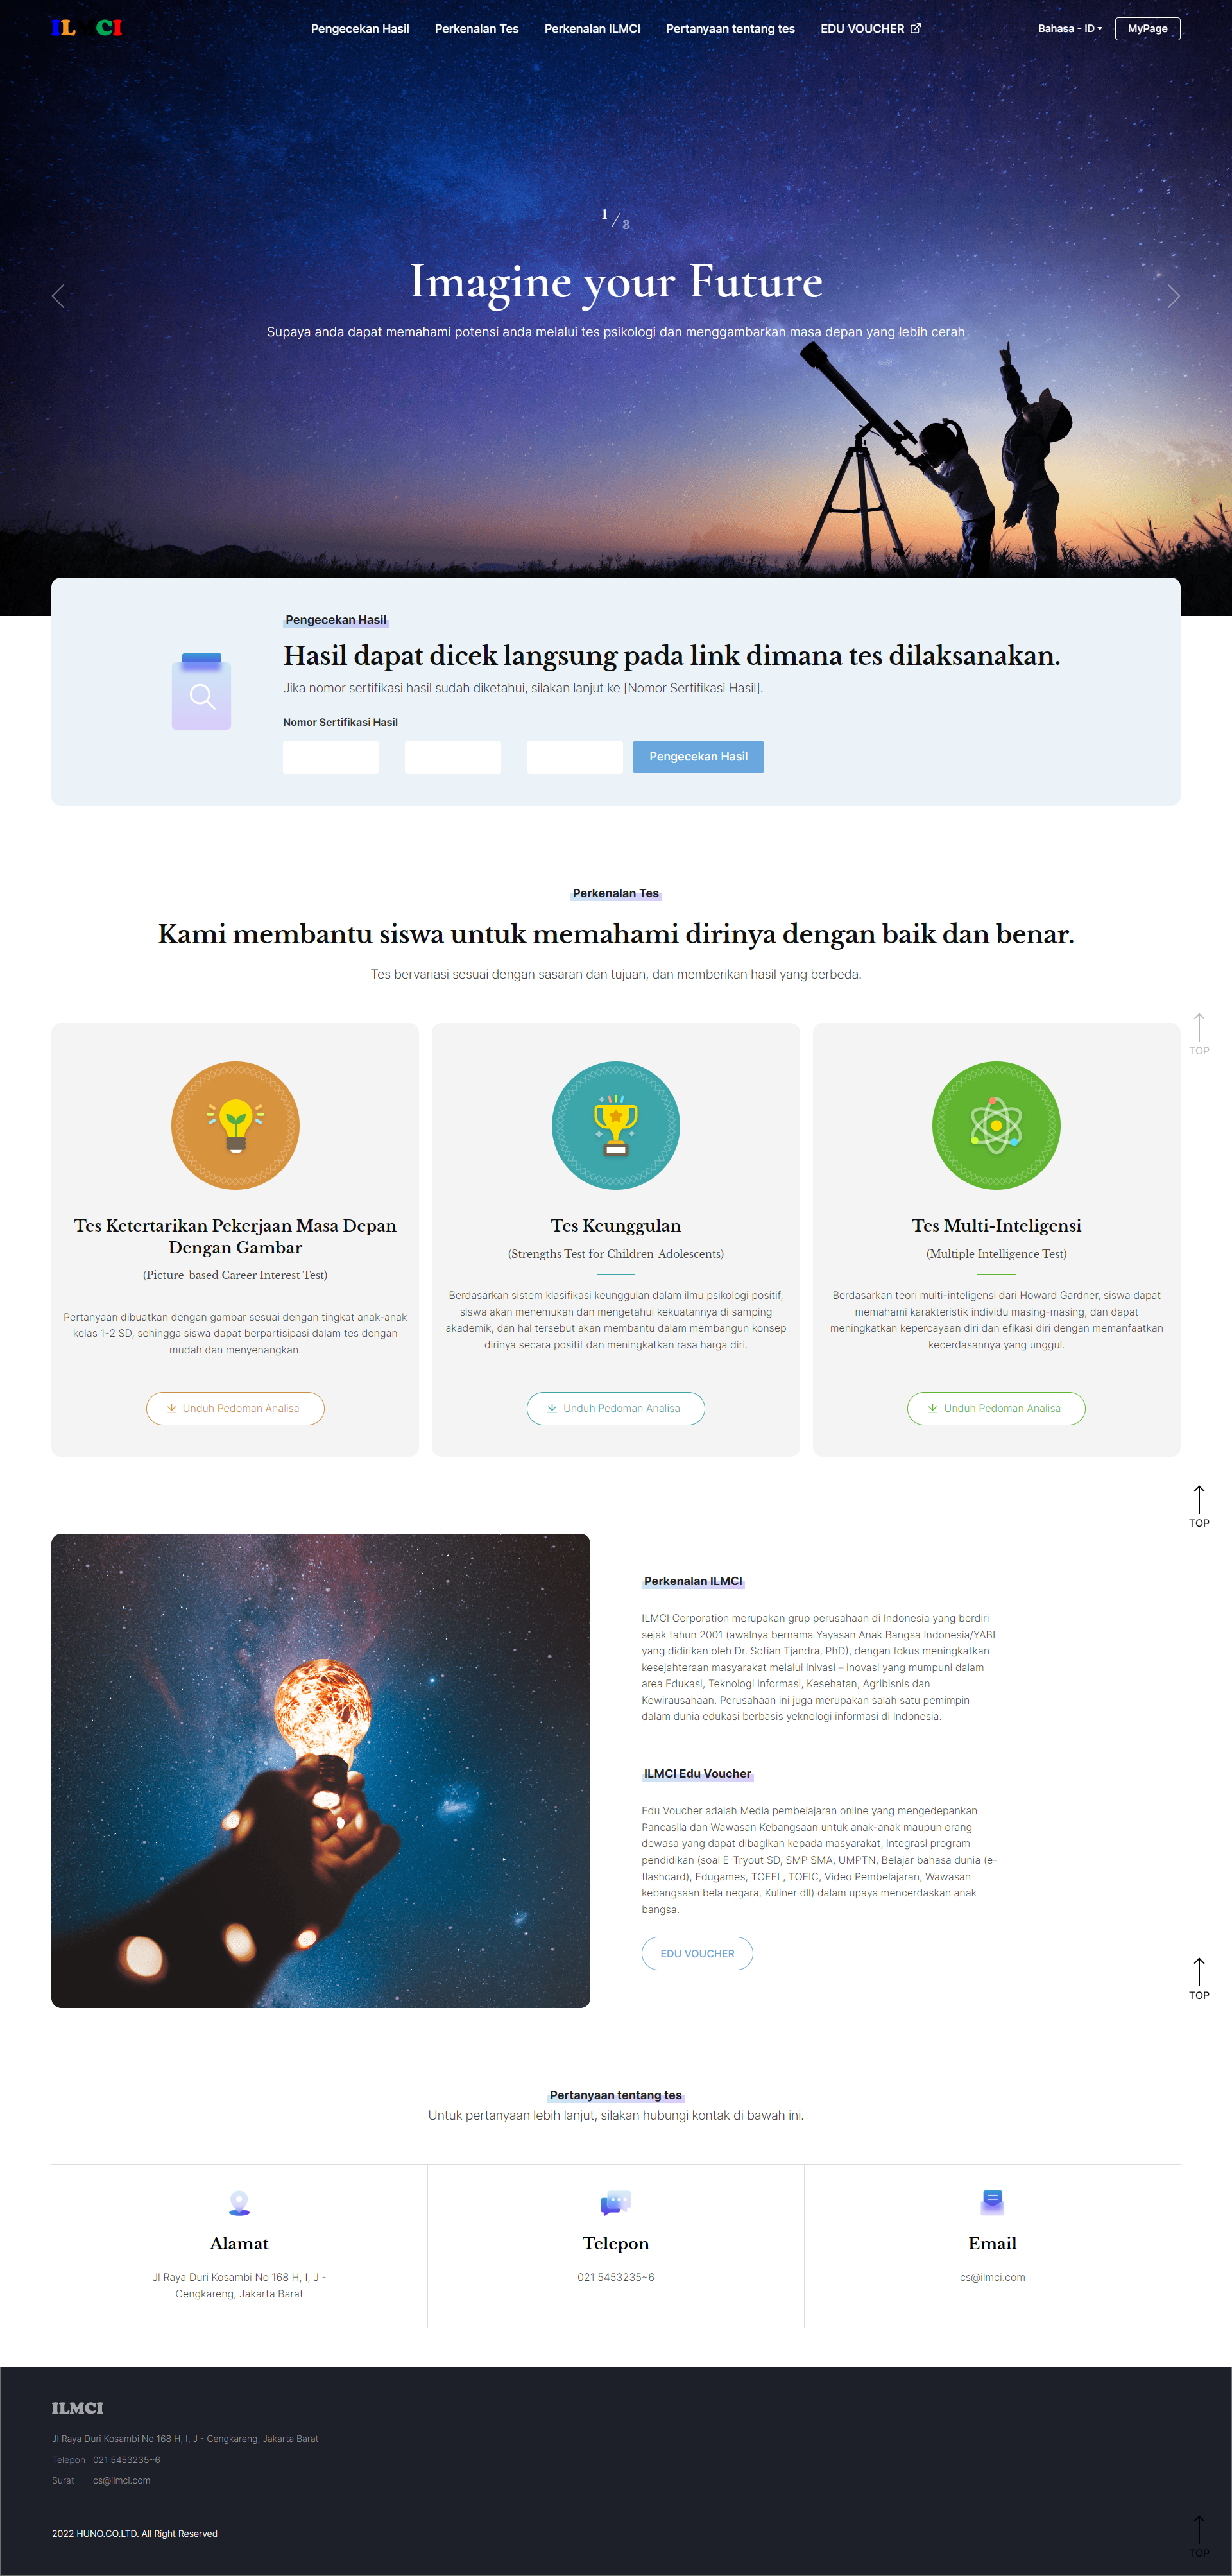 ILMCI
Pengecekan Hasil
Perkenalan Tes
Perkenalan ILMCI
Pertanyaan tentang tes
EDU VOUCHER
Bahasa - ID
MyPage
1 / 3
Imagine your Future
Supaya anda dapat memahami potensi anda melalui tes psikologi dan menggambarkan masa depan yang lebih cerah
Pengecekan Hasil
Hasil dapat dicek langsung pada link dimana tes dilaksanakan.
Jika nomor sertifikasi hasil sudah diketahui, silakan lanjut ke [Nomor Sertifikasi Hasil].
Nomor Sertifikasi Hasil
– –
Pengecekan Hasil
Perkenalan Tes
Kami membantu siswa untuk memahami dirinya dengan baik dan benar.
Tes bervariasi sesuai dengan sasaran dan tujuan, dan memberikan hasil yang berbeda.
TOP
Tes Ketertarikan Pekerjaan Masa Depan
Dengan Gambar
(Picture-based Career Interest Test)
Pertanyaan dibuatkan dengan gambar sesuai dengan tingkat anak-anak
kelas 1-2 SD, sehingga siswa dapat berpartisipasi dalam tes dengan
mudah dan menyenangkan.
Unduh Pedoman Analisa
Tes Keunggulan
(Strengths Test for Children-Adolescents)
Berdasarkan sistem klasifikasi keunggulan dalam ilmu psikologi positif,
siswa akan menemukan dan mengetahui kekuatannya di samping
akademik, dan hal tersebut akan membantu dalam membangun konsep
dirinya secara positif dan meningkatkan rasa harga diri.
Unduh Pedoman Analisa
Tes Multi-Inteligensi
(Multiple Intelligence Test)
Berdasarkan teori multi-inteligensi dari Howard Gardner, siswa dapat
memahami karakteristik individu masing-masing, dan dapat
meningkatkan kepercayaan diri dan efikasi diri dengan memanfaatkan
kecerdasannya yang unggul.
Unduh Pedoman Analisa
TOP
Perkenalan ILMCI
ILMCI Corporation merupakan grup perusahaan di Indonesia yang berdiri
sejak tahun 2001 (awalnya bernama Yayasan Anak Bangsa Indonesia/YABI
yang didirikan oleh Dr. Sofian Tjandra, PhD), dengan fokus meningkatkan
kesejahteraan masyarakat melalui inivasi – inovasi yang mumpuni dalam
area Edukasi, Teknologi Informasi, Kesehatan, Agribisnis dan
Kewirausahaan. Perusahaan ini juga merupakan salah satu pemimpin
dalam dunia edukasi berbasis yeknologi informasi di Indonesia.
ILMCI Edu Voucher
Edu Voucher adalah Media pembelajaran online yang mengedepankan
Pancasila dan Wawasan Kebangsaan untuk anak-anak maupun orang
dewasa yang dapat dibagikan kepada masyarakat, integrasi program
pendidikan (soal E-Tryout SD, SMP SMA, UMPTN, Belajar bahasa dunia (e-
flashcard), Edugames, TOEFL, TOEIC, Video Pembelajaran, Wawasan
kebangsaan bela negara, Kuliner dll) dalam upaya mencerdaskan anak
bangsa.
EDU VOUCHER
TOP
Pertanyaan tentang tes
Untuk pertanyaan lebih lanjut, silakan hubungi kontak di bawah ini.
Alamat
Jl Raya Duri Kosambi No 168 H, I, J -
Cengkareng, Jakarta Barat
Telepon
021 5453235~6
Email
cs@ilmci.com
ILMCI
Jl Raya Duri Kosambi No 168 H, I, J - Cengkareng, Jakarta Barat
Telepon 021 5453235~6
Surat cs@ilmci.com
2022 HUNO.CO.LTD. All Right Reserved
TOP